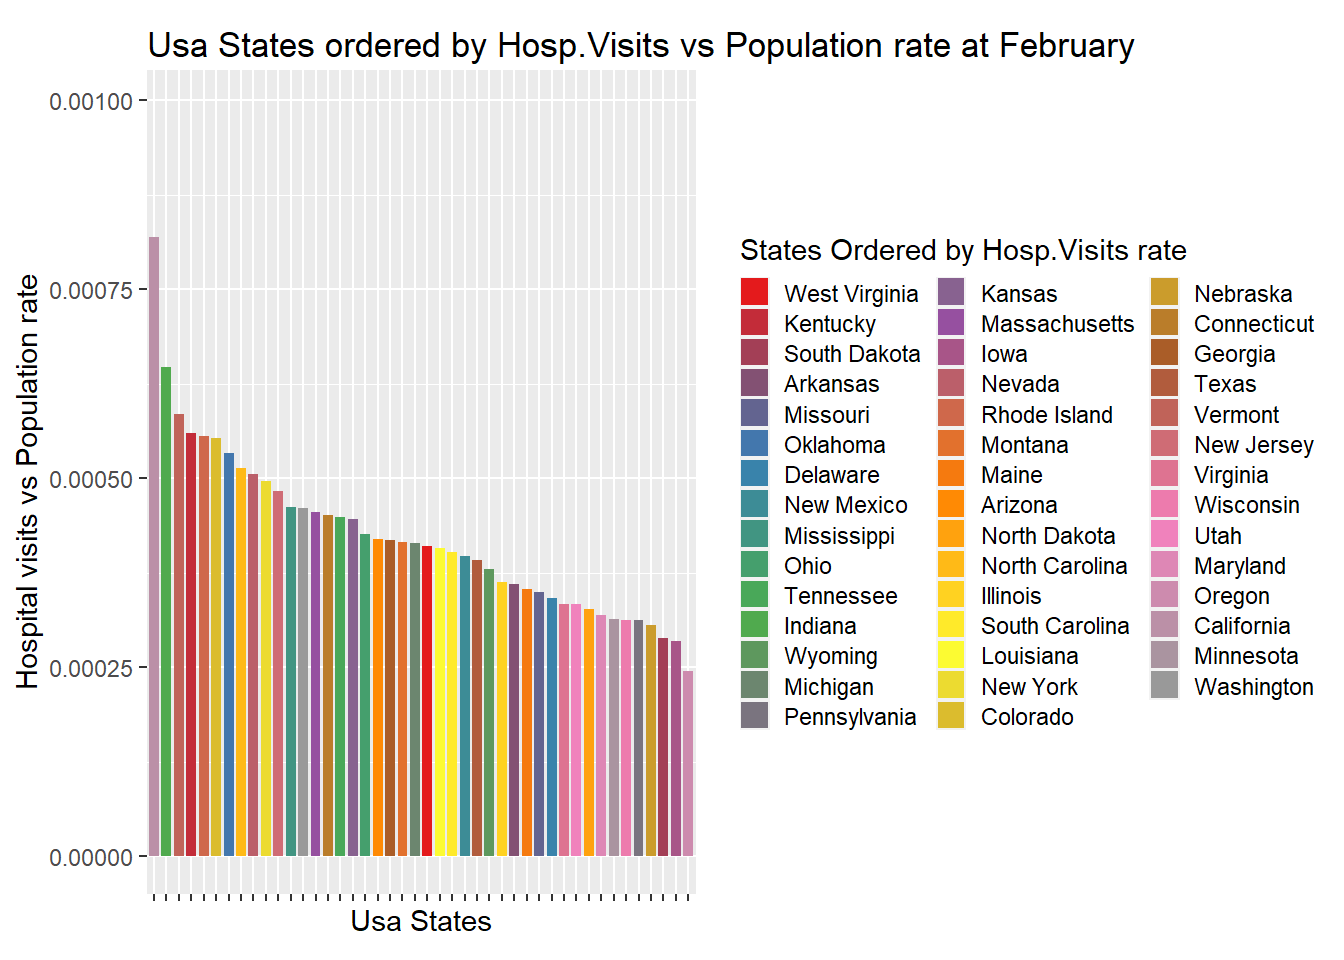 Usa States ordered by Hosp.Visits vs Population rate at February
0.00100
0.00075
0.00050
0.00025
0.00000
Hospital visits vs Population rate
Usa States
States Ordered by Hosp.Visits rate
West Virginia
Kentucky
South Dakota
Arkansas
Missouri
Oklahoma
Delaware
New Mexico
Mississippi
Ohio
Tennessee
Indiana
Wyoming
Michigan
Pennsylvania
Kansas
Massachusetts
Iowa
Nevada
Rhode Island
Montana
Maine
Arizona
North Dakota
North Carolina
Illinois
South Carolina
Louisiana
New York
Colorado
Nebraska
Connecticut
Georgia
Texas
Vermont
New Jersey
Virginia
Wisconsin
Utah
Maryland
Oregon
California
Minnesota
Washington